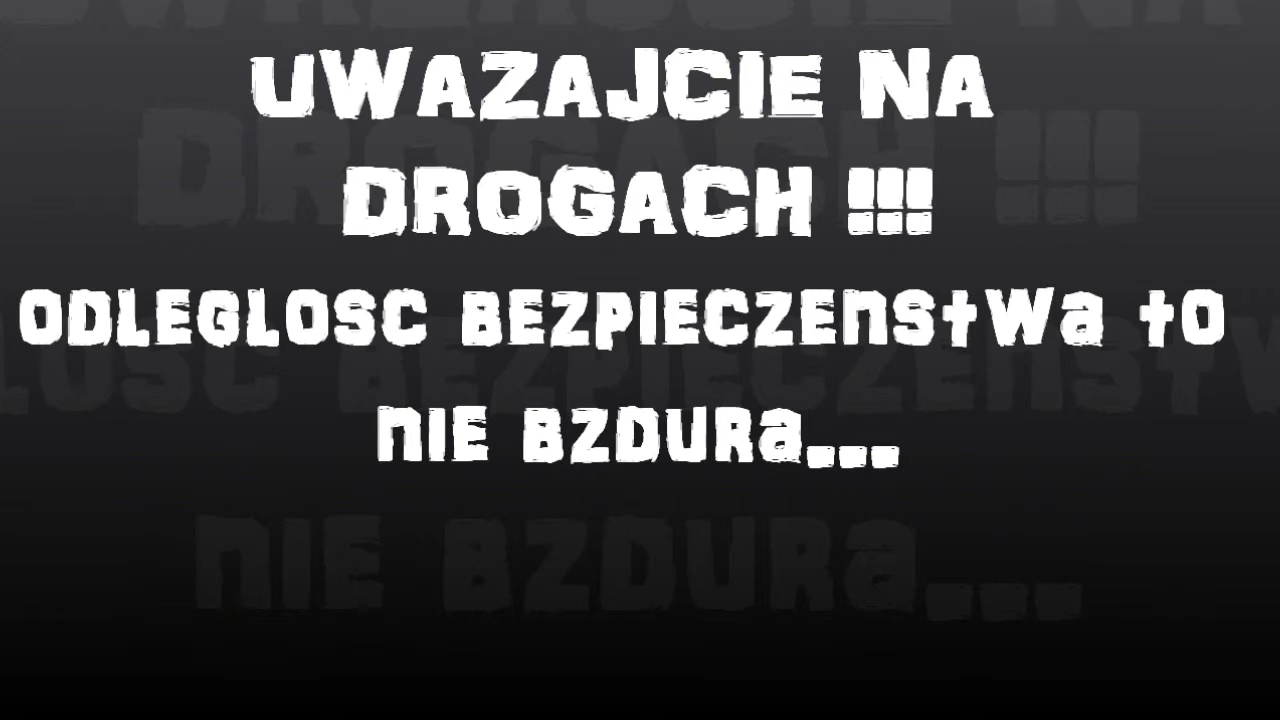 UWAZAJCIE NA
DROGACH !!!
ODLEGLOSC BEZPIECZENSTWA TO
NIE BZDURA...